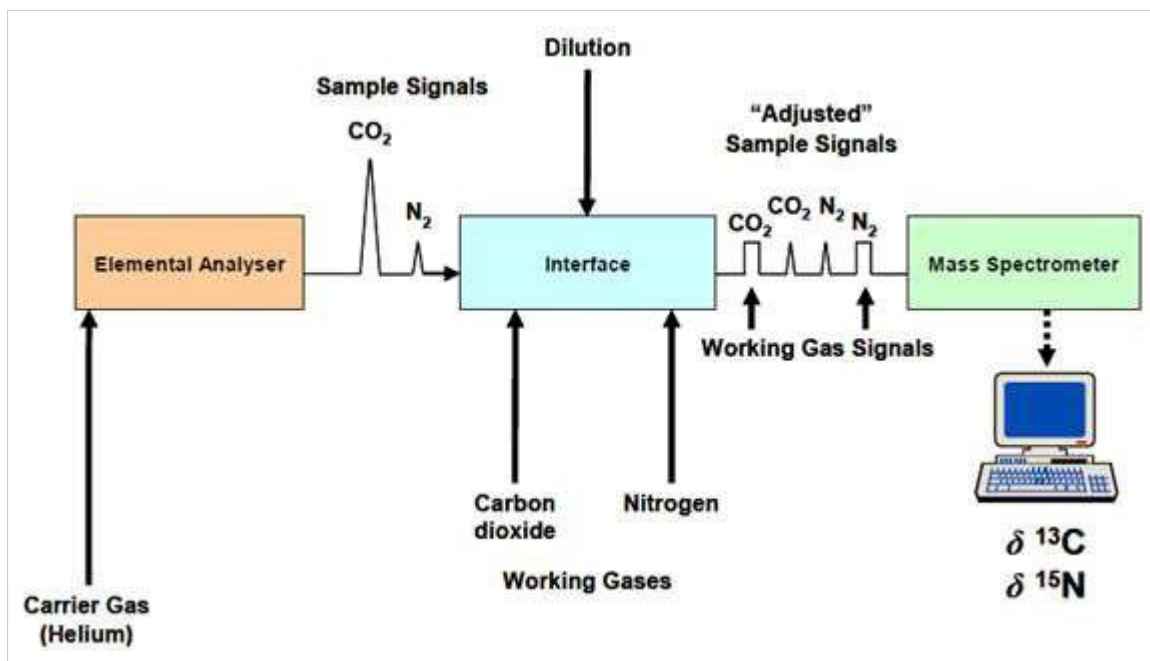 Dilution
Sample Signals
CO₂
N₂
“Adjusted”
Sample Signals
CO₂
CO₂
N₂
N₂
Elemental Analyser
Interface
Mass Spectrometer
Working Gas Signals
Carbon
dioxide
Nitrogen
Working Gases
Carrier Gas
(Helium)
δ ¹³C
δ ¹⁵N